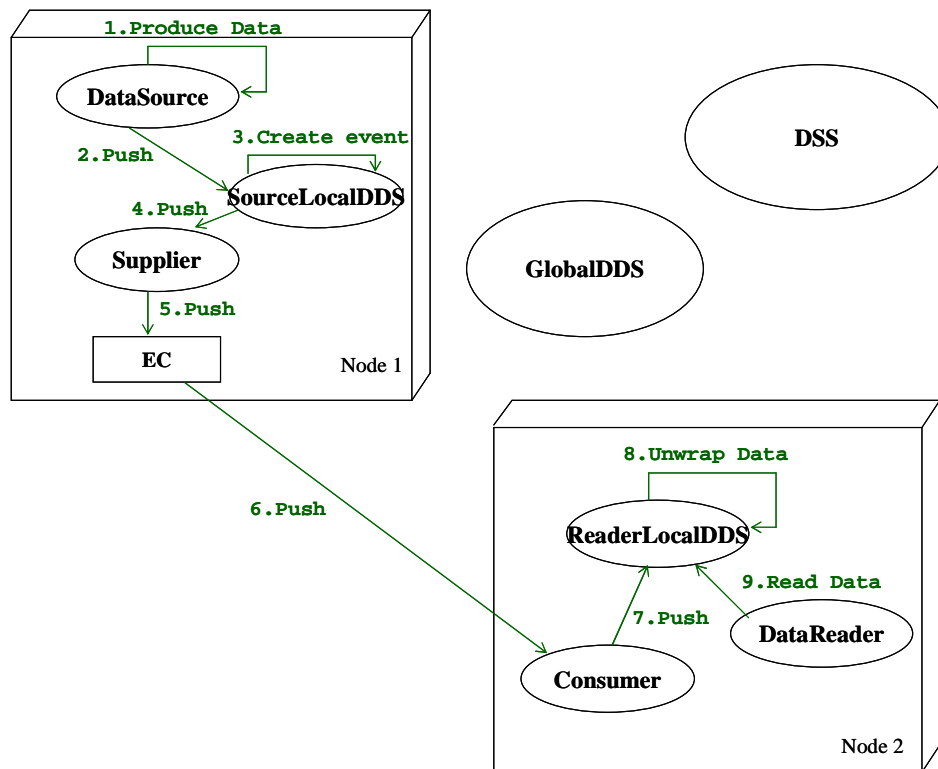 1.Produce Data
DataSource
3.Create event
2.Push
SourceLocalDDS
4.Push
Supplier
5.Push
EC
Node 1
DSS
GlobalDDS
6.Push
8.Unwrap Data
ReaderLocalDDS
9.Read Data
7.Push
DataReader
Consumer
Node 2